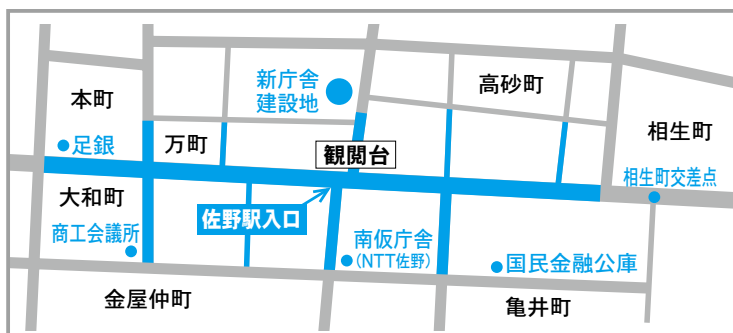 新庁舎
建設地
高砂町
本町
相生町
足銀
万町
観閲台
相生町交差点
大和町
佐野駅入口
商工会議所
南仮庁舎
(NTT佐野)
国民金融公庫
金屋仲町
亀井町